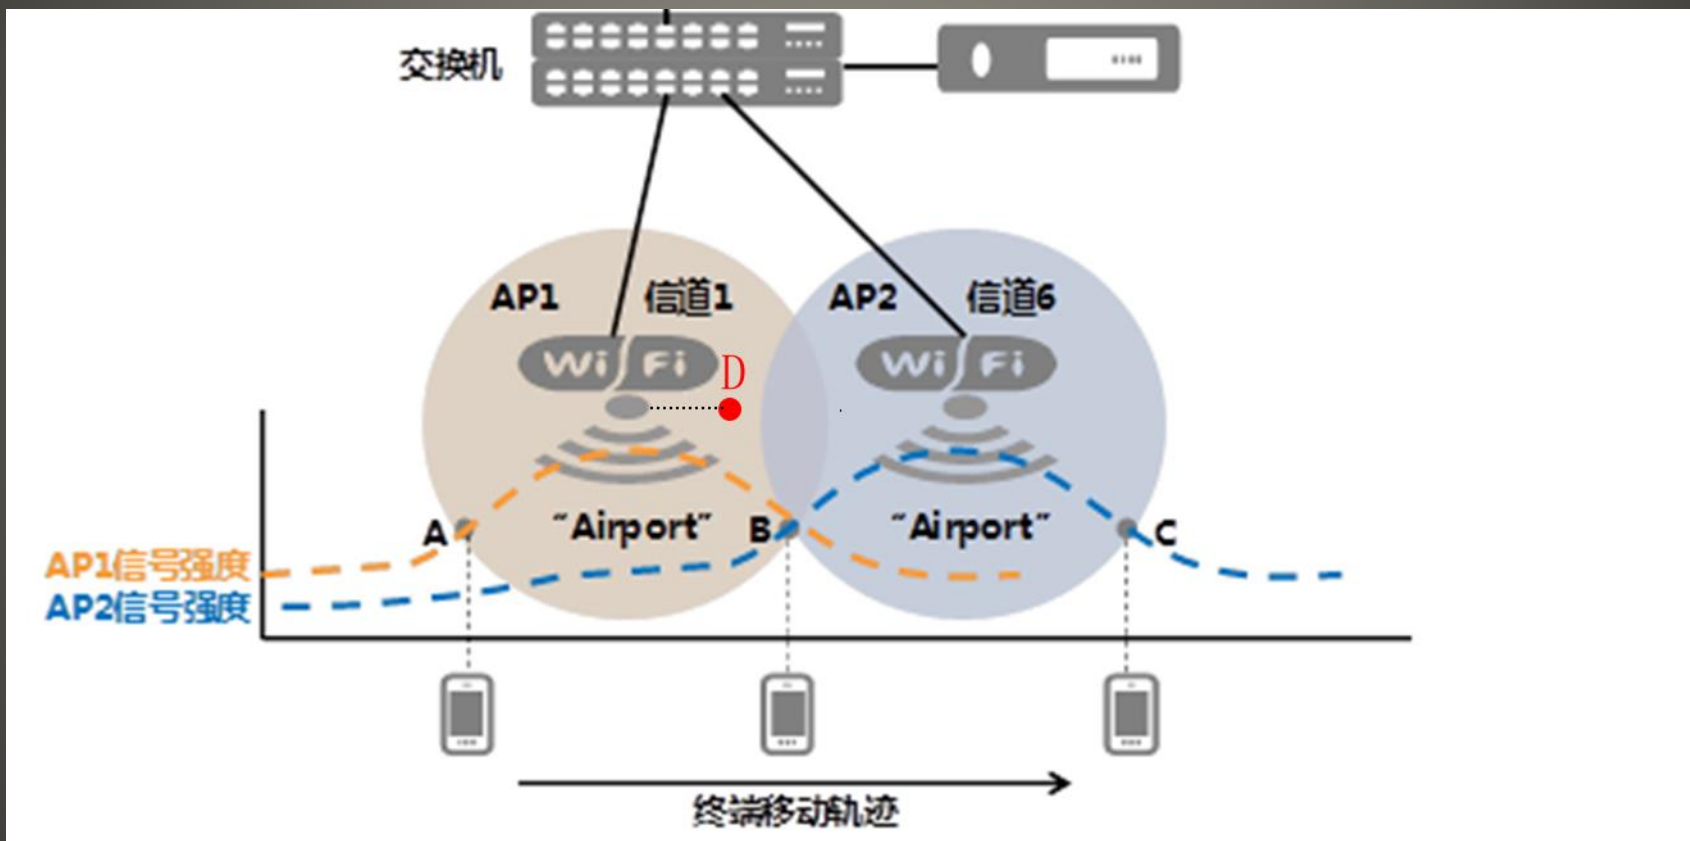 交换机
AP1 信道1
AP2 信道6
Wi Fi
Wi Fi
D
A
"Airport"
B
"Airport"
C
AP1信号强度
AP2信号强度
终端移动轨迹